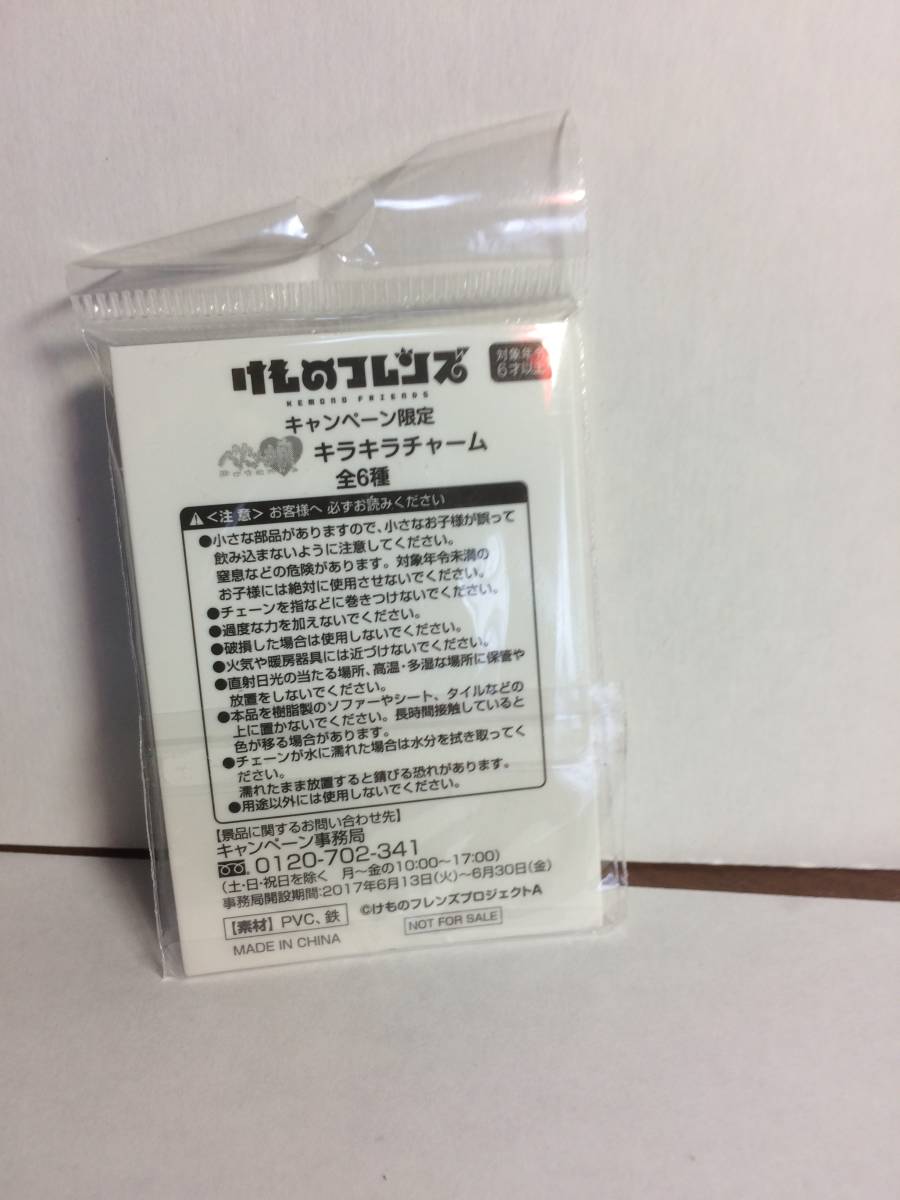 けものフレンズ
KEMONO FRIENDS
対象年令
6才以上
キャンペーン限定
キラキラチャーム
全6種
<注意> お客様へ 必ずお読みください
●小さな部品がありますので、小さなお子様が誤って
飲み込まないように注意してください。
窒息などの危険があります。対象年令未満の
お子様には絶対に使用させないでください。
●チェーンを指などに巻きつけないでください。
●過度な力を加えないでください。
●破損した場合は使用しないでください。
●火気や暖房器具には近づけないでください。
●直射日光の当たる場所、高温・多湿な場所に保管や
放置をしないでください。
●本品を樹脂製のソファーやシート、タイルなどの
上に置かないでください。長時間接触していると
色が移る場合があります。
●チェーンが水に濡れた場合は水分を拭き取ってく
ださい。
濡れたまま放置すると錆びる恐れがあります。
●用途以外には使用しないでください。
【景品に関するお問い合わせ先】
キャンペーン事務局
0120-702-341
(土・日・祝日を除く 月~金の10:00~17:00)
事務局開設期間:2017年6月13日(火)~6月30日(金)
【素材】PVC、鉄
©けものフレンズプロジェクトA
MADE IN CHINA
NOT FOR SALE